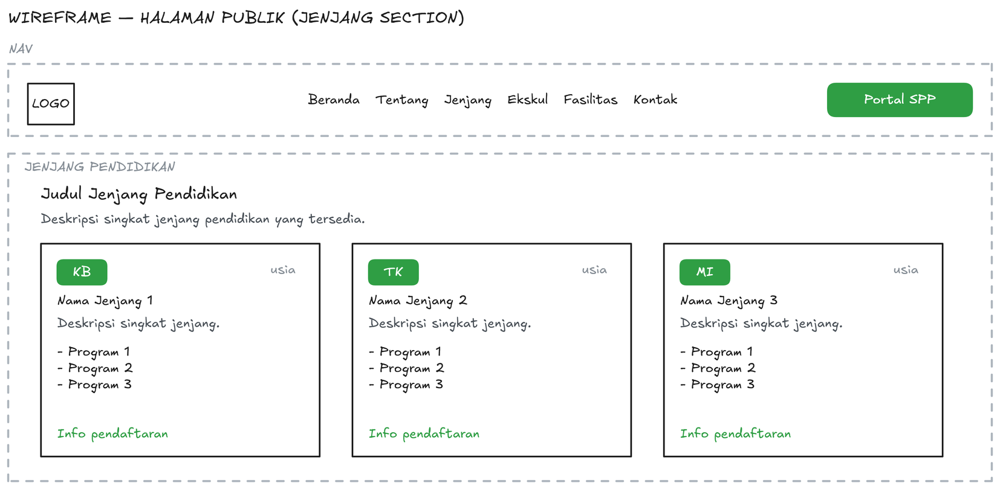 WIREFRAME — HALAMAN PUBLIK (JENJANG SECTION)
NAV
LOGO
Beranda Tentang Jenjang Ekskul Fasilitas Kontak
Portal SPP
JENJANG PENDIDIKAN
Judul Jenjang Pendidikan
Deskripsi singkat jenjang pendidikan yang tersedia.
KB
usia
Nama Jenjang 1
Deskripsi singkat jenjang.
- Program 1
- Program 2
- Program 3
Info pendaftaran
TK
usia
Nama Jenjang 2
Deskripsi singkat jenjang.
- Program 1
- Program 2
- Program 3
Info pendaftaran
MI
usia
Nama Jenjang 3
Deskripsi singkat jenjang.
- Program 1
- Program 2
- Program 3
Info pendaftaran